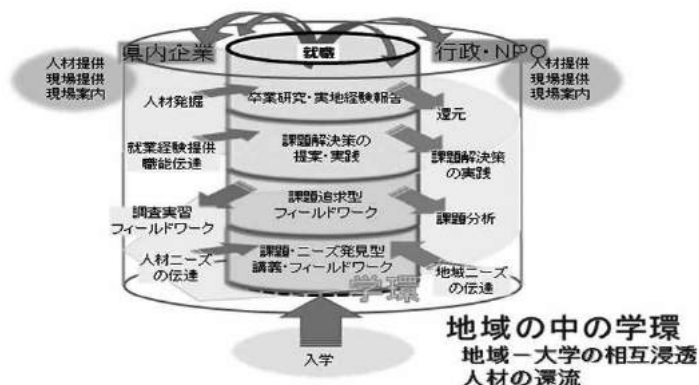 県内企業
就職
行政・NPO
人材提供
現場提供
現場案内
人材提供
現場提供
現場案内
人材発掘
卒業研究・実地経験報告
還元
就業経験提供
職能伝達
課題解決策の
提案・実践
課題解決策
の実践
調査実習
フィールドワーク
課題追求型
フィールドワーク
課題分析
人材ニーズ
の伝達
課題・ニーズ発見型
講義・フィールドワーク
地域ニーズ
の伝達
学環
入学
地域の中の学環
地域－大学の相互浸透
人材の還流